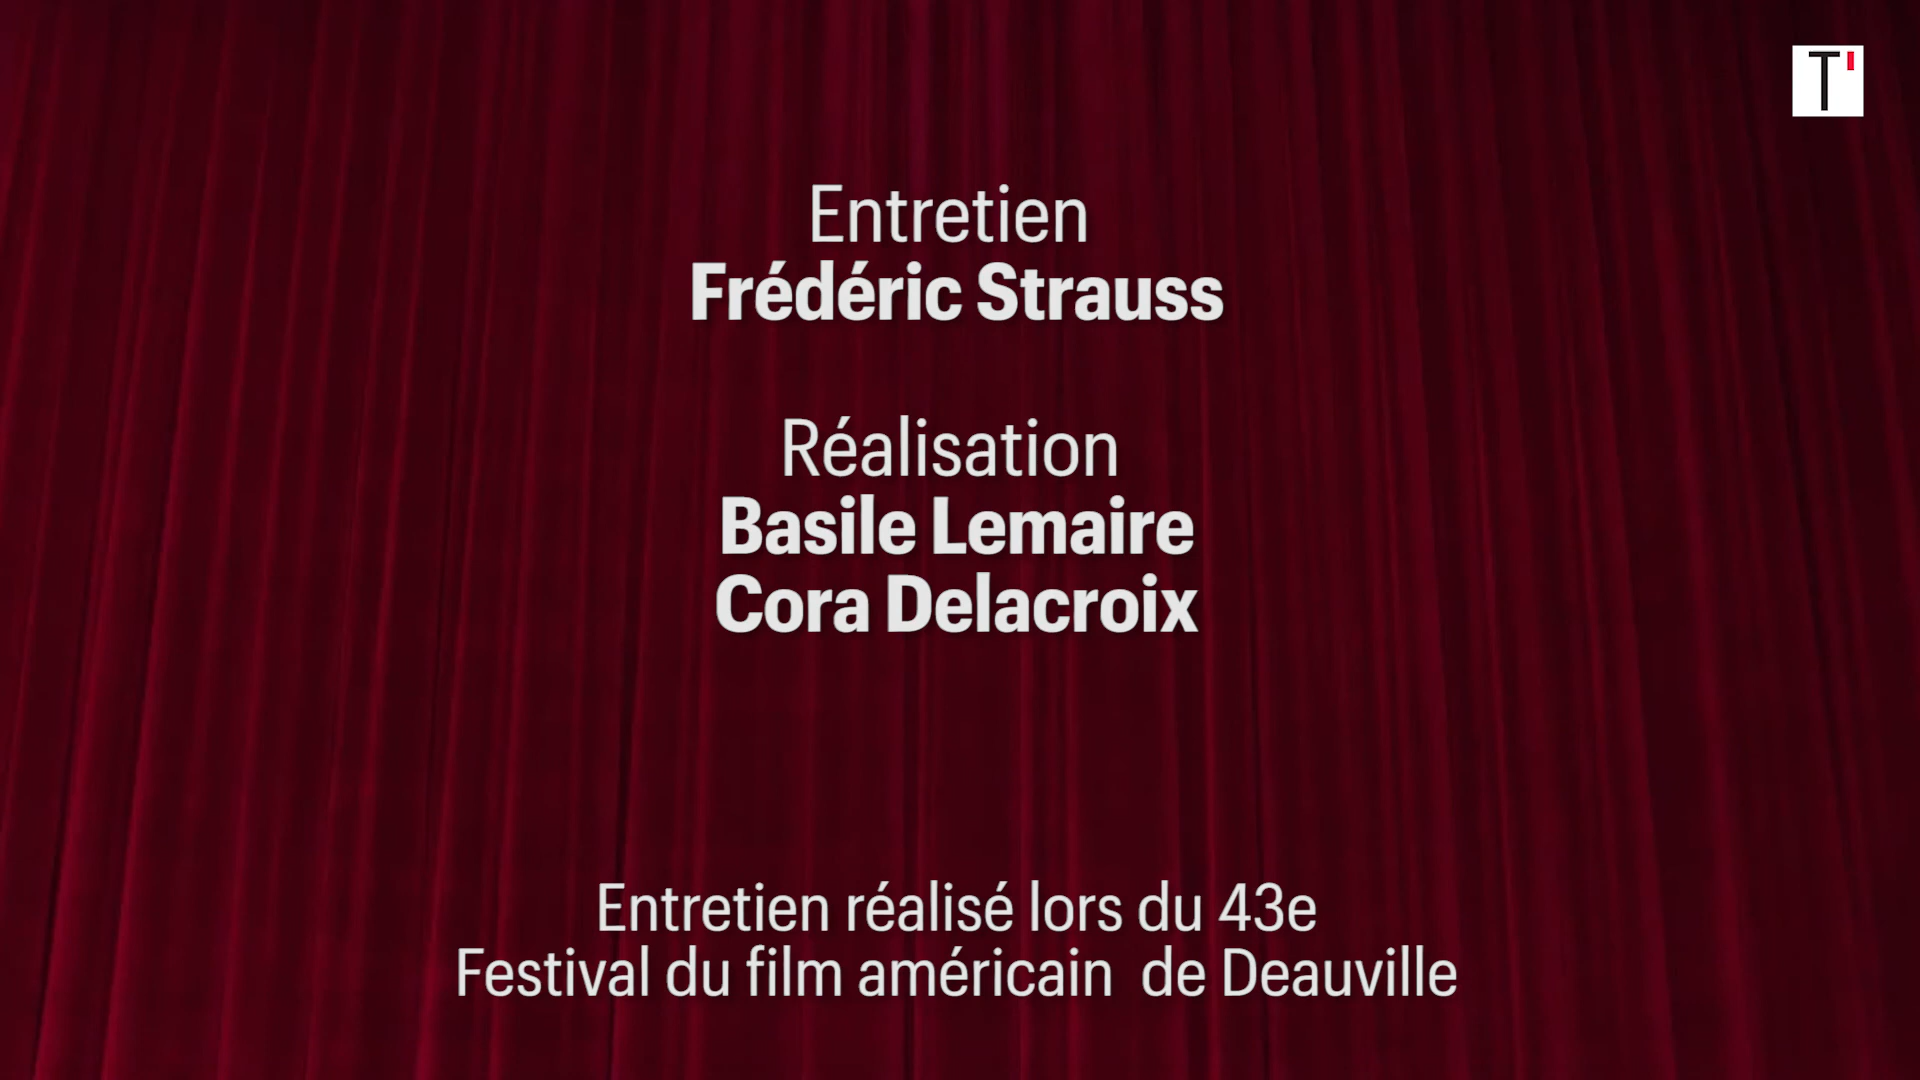 T'
Entretien
Frédéric Strauss
Réalisation
Basile Lemaire
Cora Delacroix
Entretien réalisé lors du 43e
Festival du film américain de Deauville